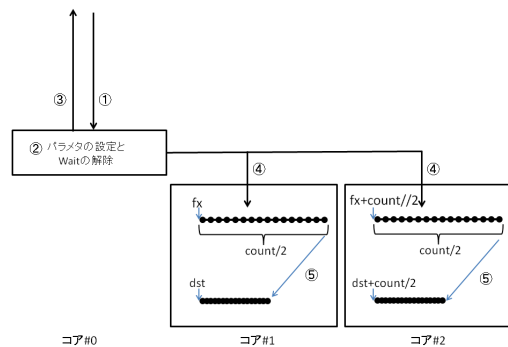 ③
①
② パラメタの設定と
Waitの解除
④
④
fx
count/2
dst
⑤
fx+count//2
count/2
dst+count/2
⑤
コア#0
コア#1
コア#2